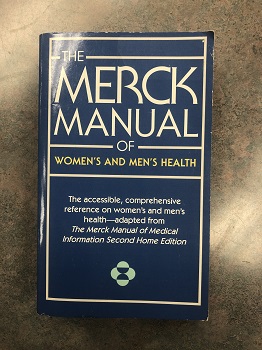 THE
MERCK
MANUAL
OF
WOMEN'S AND MEN'S HEALTH
The accessible, comprehensive
reference on women's and men's
health—adapted from
The Merck Manual of Medical
Information Second Home Edition